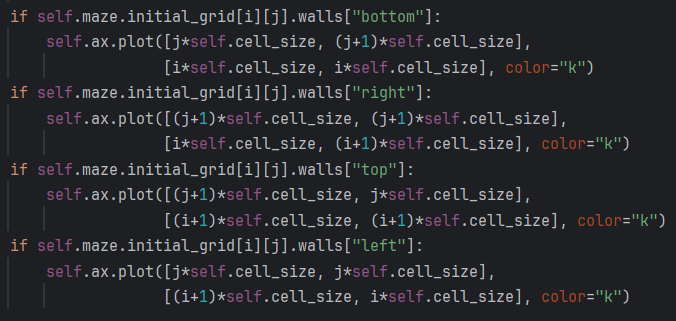 if self.maze.initial_grid[i][j].walls["bottom"]:
    self.ax.plot([j*self.cell_size, (j+1)*self.cell_size],
                 [i*self.cell_size, i*self.cell_size], color="k")
if self.maze.initial_grid[i][j].walls["right"]:
    self.ax.plot([(j+1)*self.cell_size, (j+1)*self.cell_size],
                 [i*self.cell_size, (i+1)*self.cell_size], color="k")
if self.maze.initial_grid[i][j].walls["top"]:
    self.ax.plot([(j+1)*self.cell_size, j*self.cell_size],
                 [(i+1)*self.cell_size, (i+1)*self.cell_size], color="k")
if self.maze.initial_grid[i][j].walls["left"]:
    self.ax.plot([j*self.cell_size, j*self.cell_size],
                 [(i+1)*self.cell_size, i*self.cell_size], color="k")